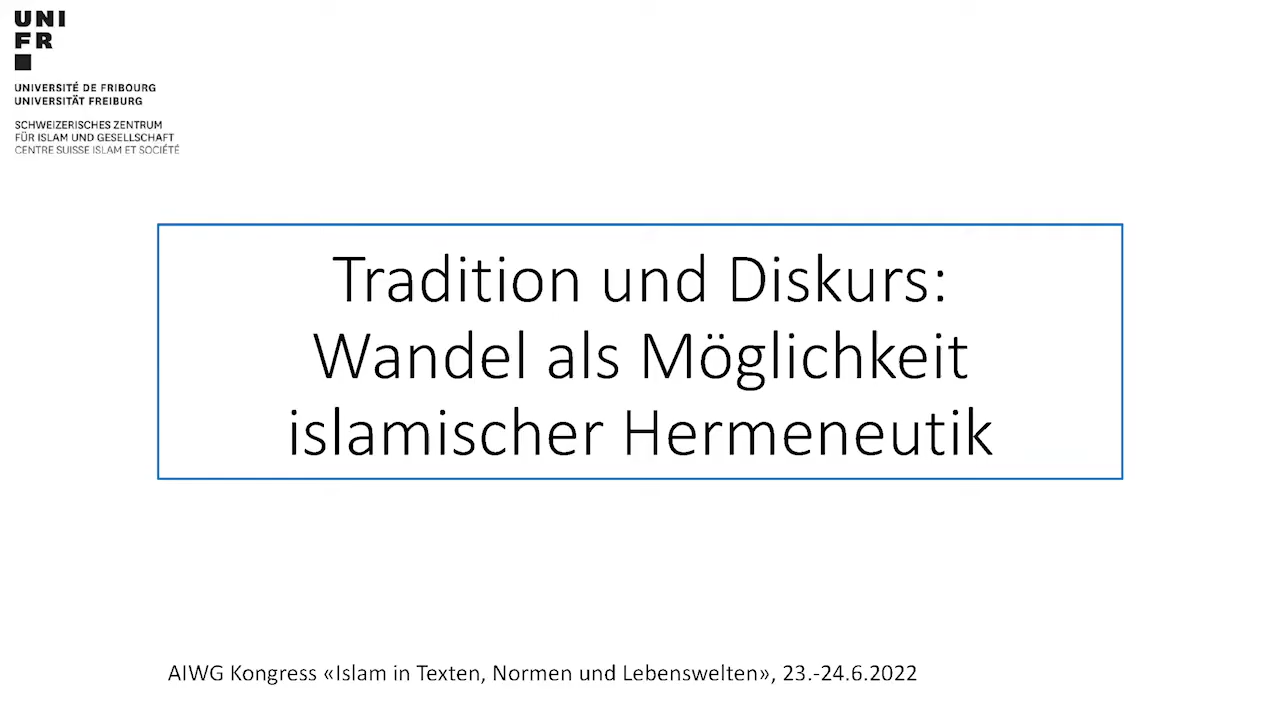 UNI
FR
UNIVERSITÉ DE FRIBOURG
UNIVERSITÄT FREIBURG
SCHWEIZERISCHES ZENTRUM
FÜR ISLAM UND GESELLSCHAFT
CENTRE SUISSE ISLAM ET SOCIÉTÉ
Tradition und Diskurs:
Wandel als Möglichkeit
islamischer Hermeneutik
AIWG Kongress «Islam in Texten, Normen und Lebenswelten», 23.-24.6.2022